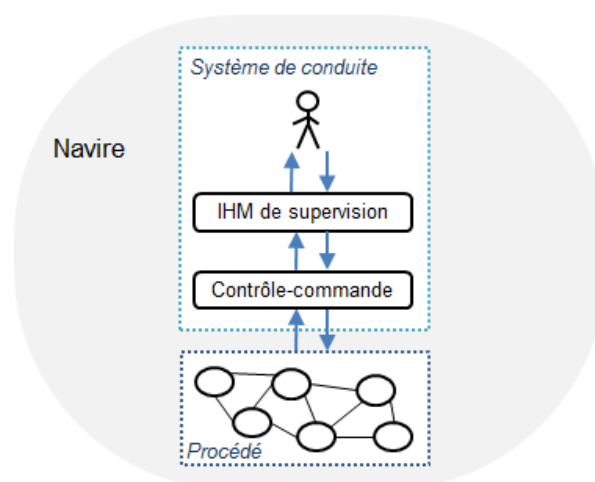 Système de conduite
Navire
IHM de supervision
Contrôle-commande
Procédé